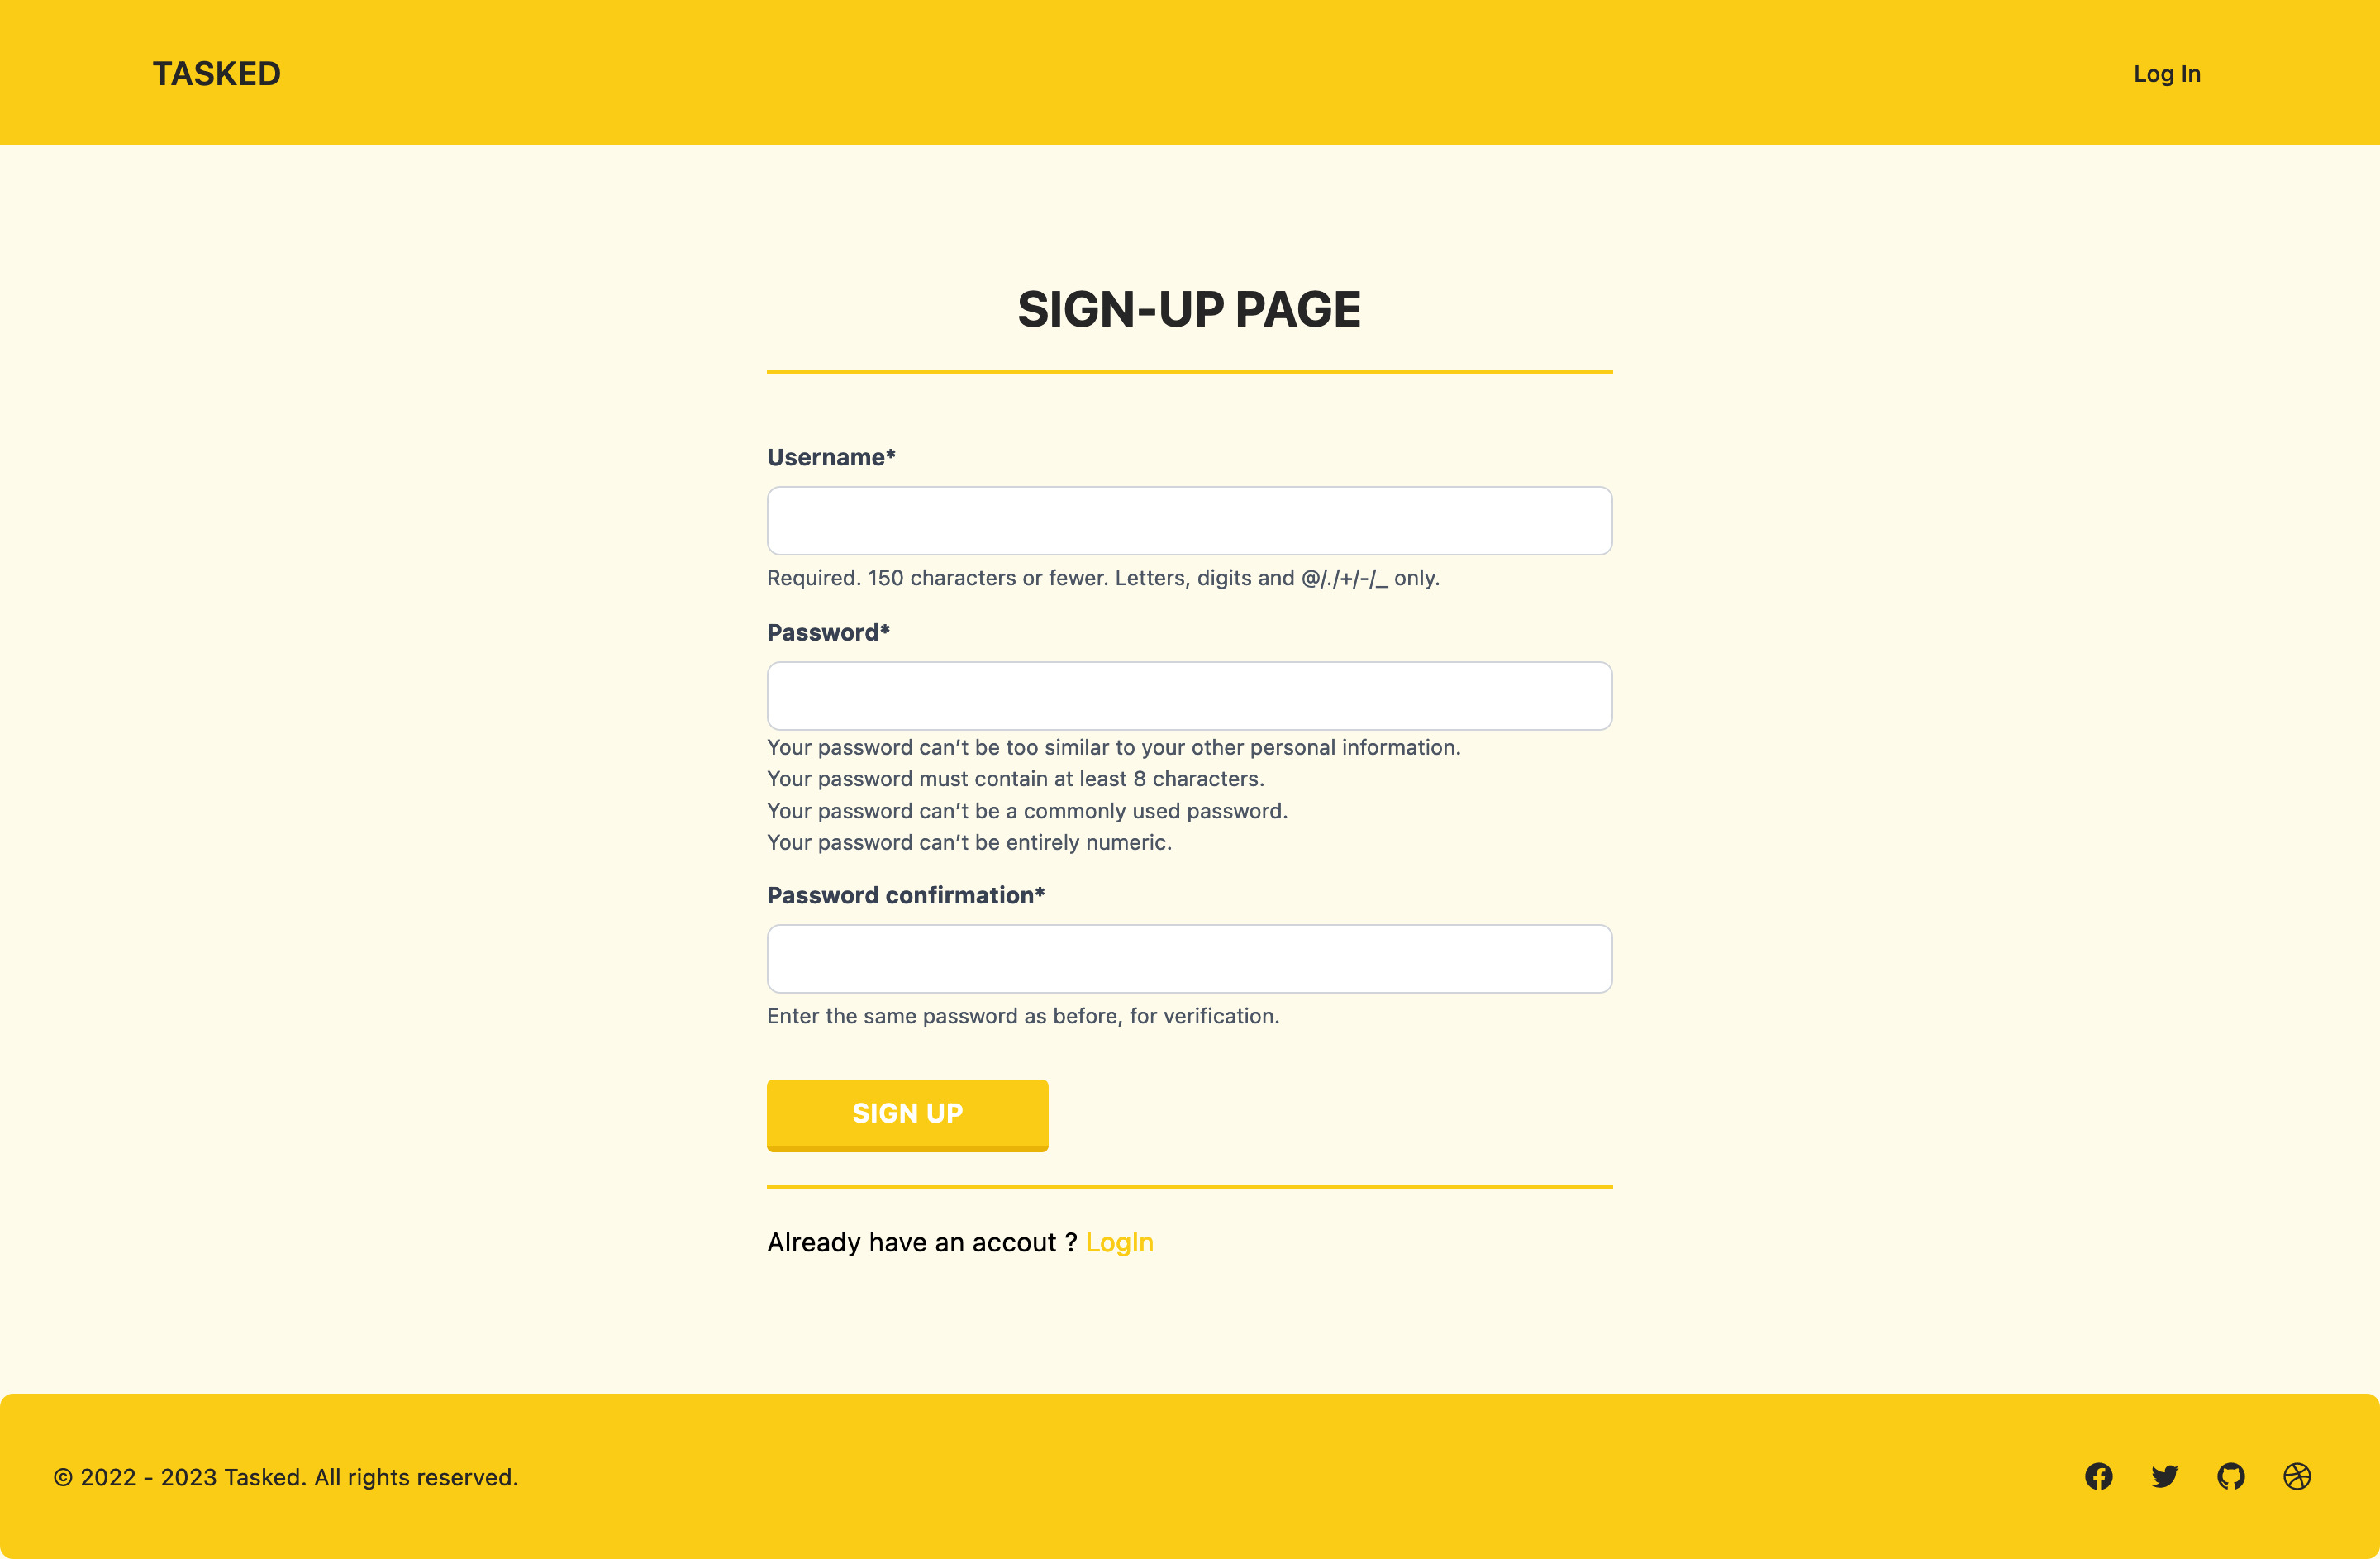 TASKED
Log In
SIGN-UP PAGE
Username*
Required. 150 characters or fewer. Letters, digits and @/./+/-/_ only.
Password*
Your password can’t be too similar to your other personal information.
Your password must contain at least 8 characters.
Your password can’t be a commonly used password.
Your password can’t be entirely numeric.
Password confirmation*
Enter the same password as before, for verification.
SIGN UP
Already have an accout ? LogIn
© 2022 - 2023 Tasked. All rights reserved.